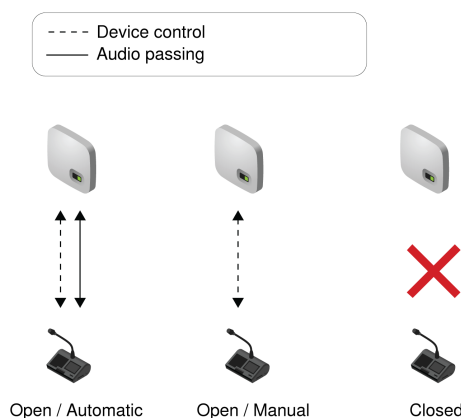 Device control
Audio passing
Open / Automatic
Open / Manual
Closed